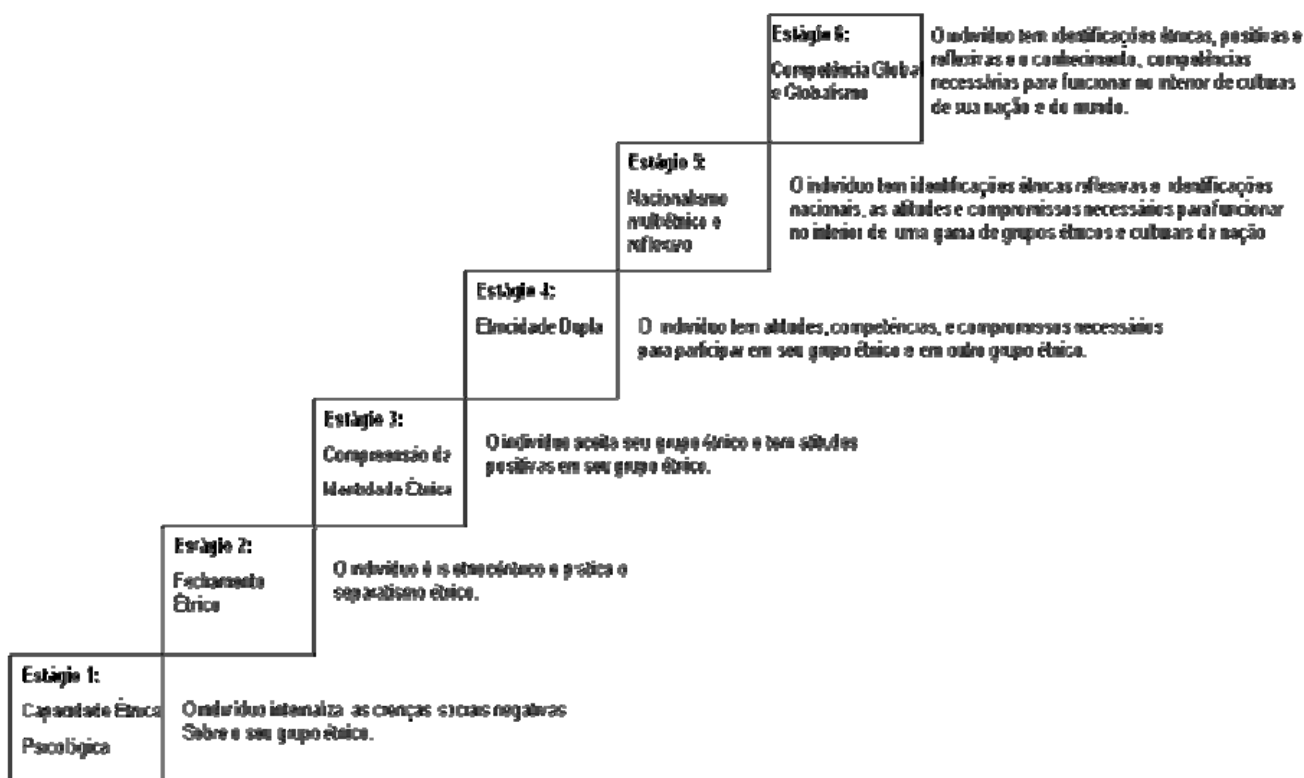 Estágio 6:
Competência Global
e Globalismo
O indivíduo tem identificações étnicas, positivas e
reflexivas e o conhecimento, competências
necessárias para funcionar no interior de culturas
de sua nação e do mundo.
Estágio 5:
Nacionalismo
multiétnico e
reflexivo
O indivíduo tem identificações étnicas reflexivas e identificações
nacionais, as atitudes e compromissos necessários para funcionar
no interior de uma gama de grupos étnicos e culturais da nação
Estágio 4:
Etnicidade Dupla
O indivíduo tem atitudes, competências, e compromissos necessários
para participar em seu grupo étnico e em outro grupo étnico.
Estágio 3:
Compreensão da
Identidade Étnica
O indivíduo aceita seu grupo étnico e tem atitudes
positivas em seu grupo étnico.
Estágio 2:
Fechamento
Étnico
O indivíduo é etnocêntrico e pratica o
separatismo étnico.
Estágio 1:
Étnica
Psicológica
O indivíduo internaliza as crenças sociais negativas
Sobre o seu grupo étnico.